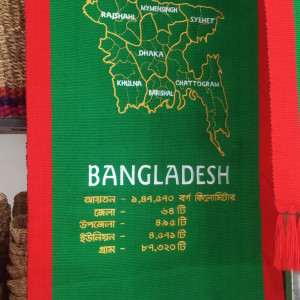 MYMENSINGH
RAJSHAHI
SYLHET
DHAKA
KHULNA
CHATTOGRAM
BARISHAL
BANGLADESH
আয়তন - ১,৪৭,৫৭০ বর্গ কিলোমিটার
জেলা - ৬৪ টি
উপজেলা - ৪৯৫ টি
ইউনিয়ন - ৪,৫৭১ টি
গ্রাম - ৮৭,৩২০ টি